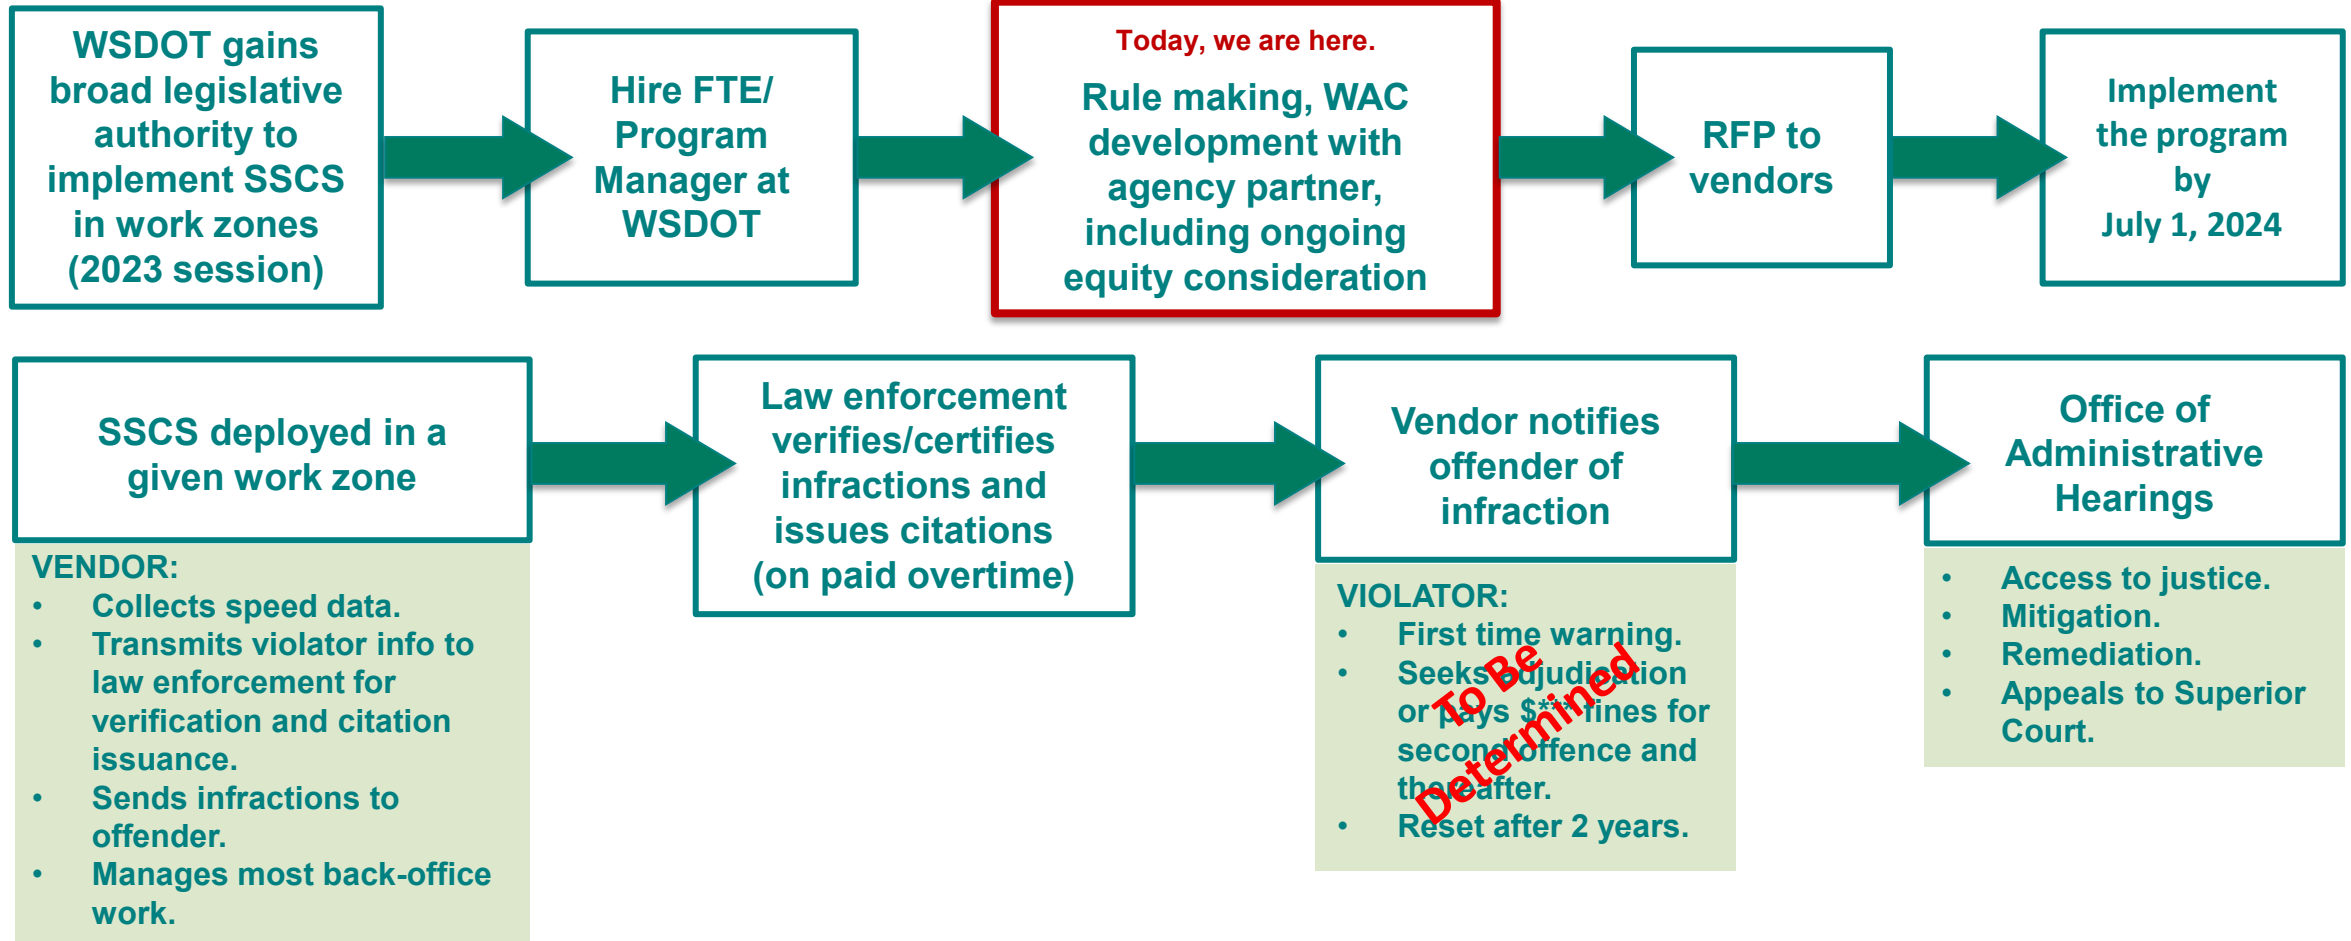 WSDOT gains
broad legislative
authority to
implement SSCS
in work zones
(2023 session)
Hire FTE/
Program
Manager at
WSDOT
Today, we are here.
Rule making, WAC
development with
agency partner,
including ongoing
equity consideration
RFP to
vendors
Implement
the program
by
July 1, 2024
SSCS deployed in a
given work zone
VENDOR:
• Collects speed data.
• Transmits violator info to
law enforcement for
verification and citation
issuance.
• Sends infractions to
offender.
• Manages most back-office
work.
Law enforcement
verifies/certifies
infractions and
issues citations
(on paid overtime)
Vendor notifies
offender of
infraction
VIOLATOR:
• First time warning.
• Seeks adjudication
or pays $*** fines for
second offence and
thereafter.
• Reset after 2 years.
To Be
Determined
Office of
Administrative
Hearings
• Access to justice.
• Mitigation.
• Remediation.
• Appeals to Superior
Court.